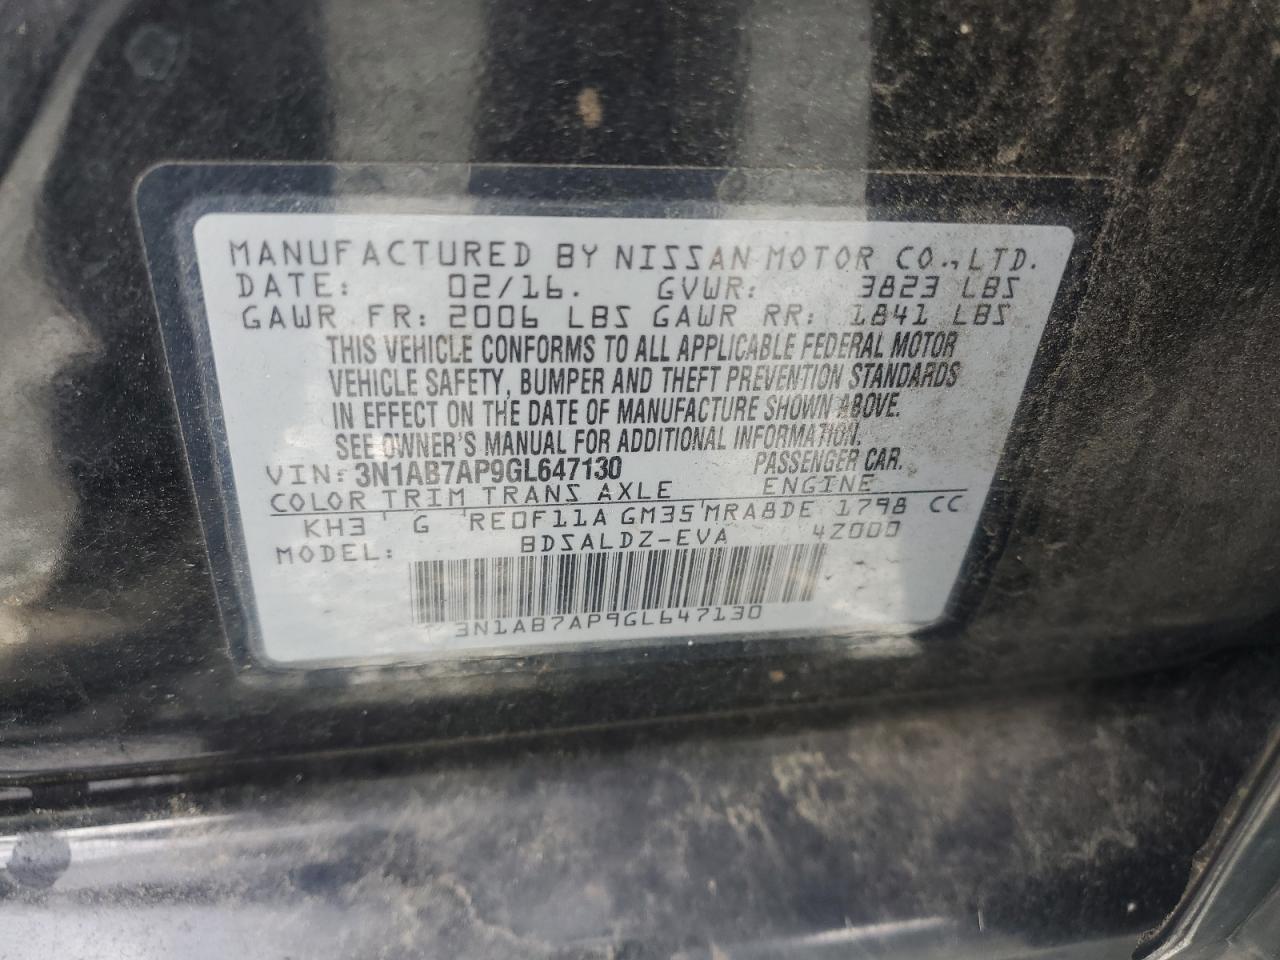 MANUFACTURED BY NISSAN MOTOR CO.,LTD.
DATE: 02/16. GVWR: 3823 LBS
GAWR FR: 2006 LBS GAWR RR: 1841 LBS
THIS VEHICLE CONFORMS TO ALL APPLICABLE FEDERAL MOTOR
VEHICLE SAFETY, BUMPER AND THEFT PREVENTION STANDARDS
IN EFFECT ON THE DATE OF MANUFACTURE SHOWN ABOVE.
SEE OWNER'S MANUAL FOR ADDITIONAL INFORMATION.
VIN: 3N1AB7AP9GL647130 PASSENGER CAR.
COLOR TRIM TRANS AXLE ENGINE
KH3 G RE0F11A GM35 MRA8DE 1798 CC
MODEL: BDSALDZ-EVA 4Z000
3N1AB7AP9GL647130